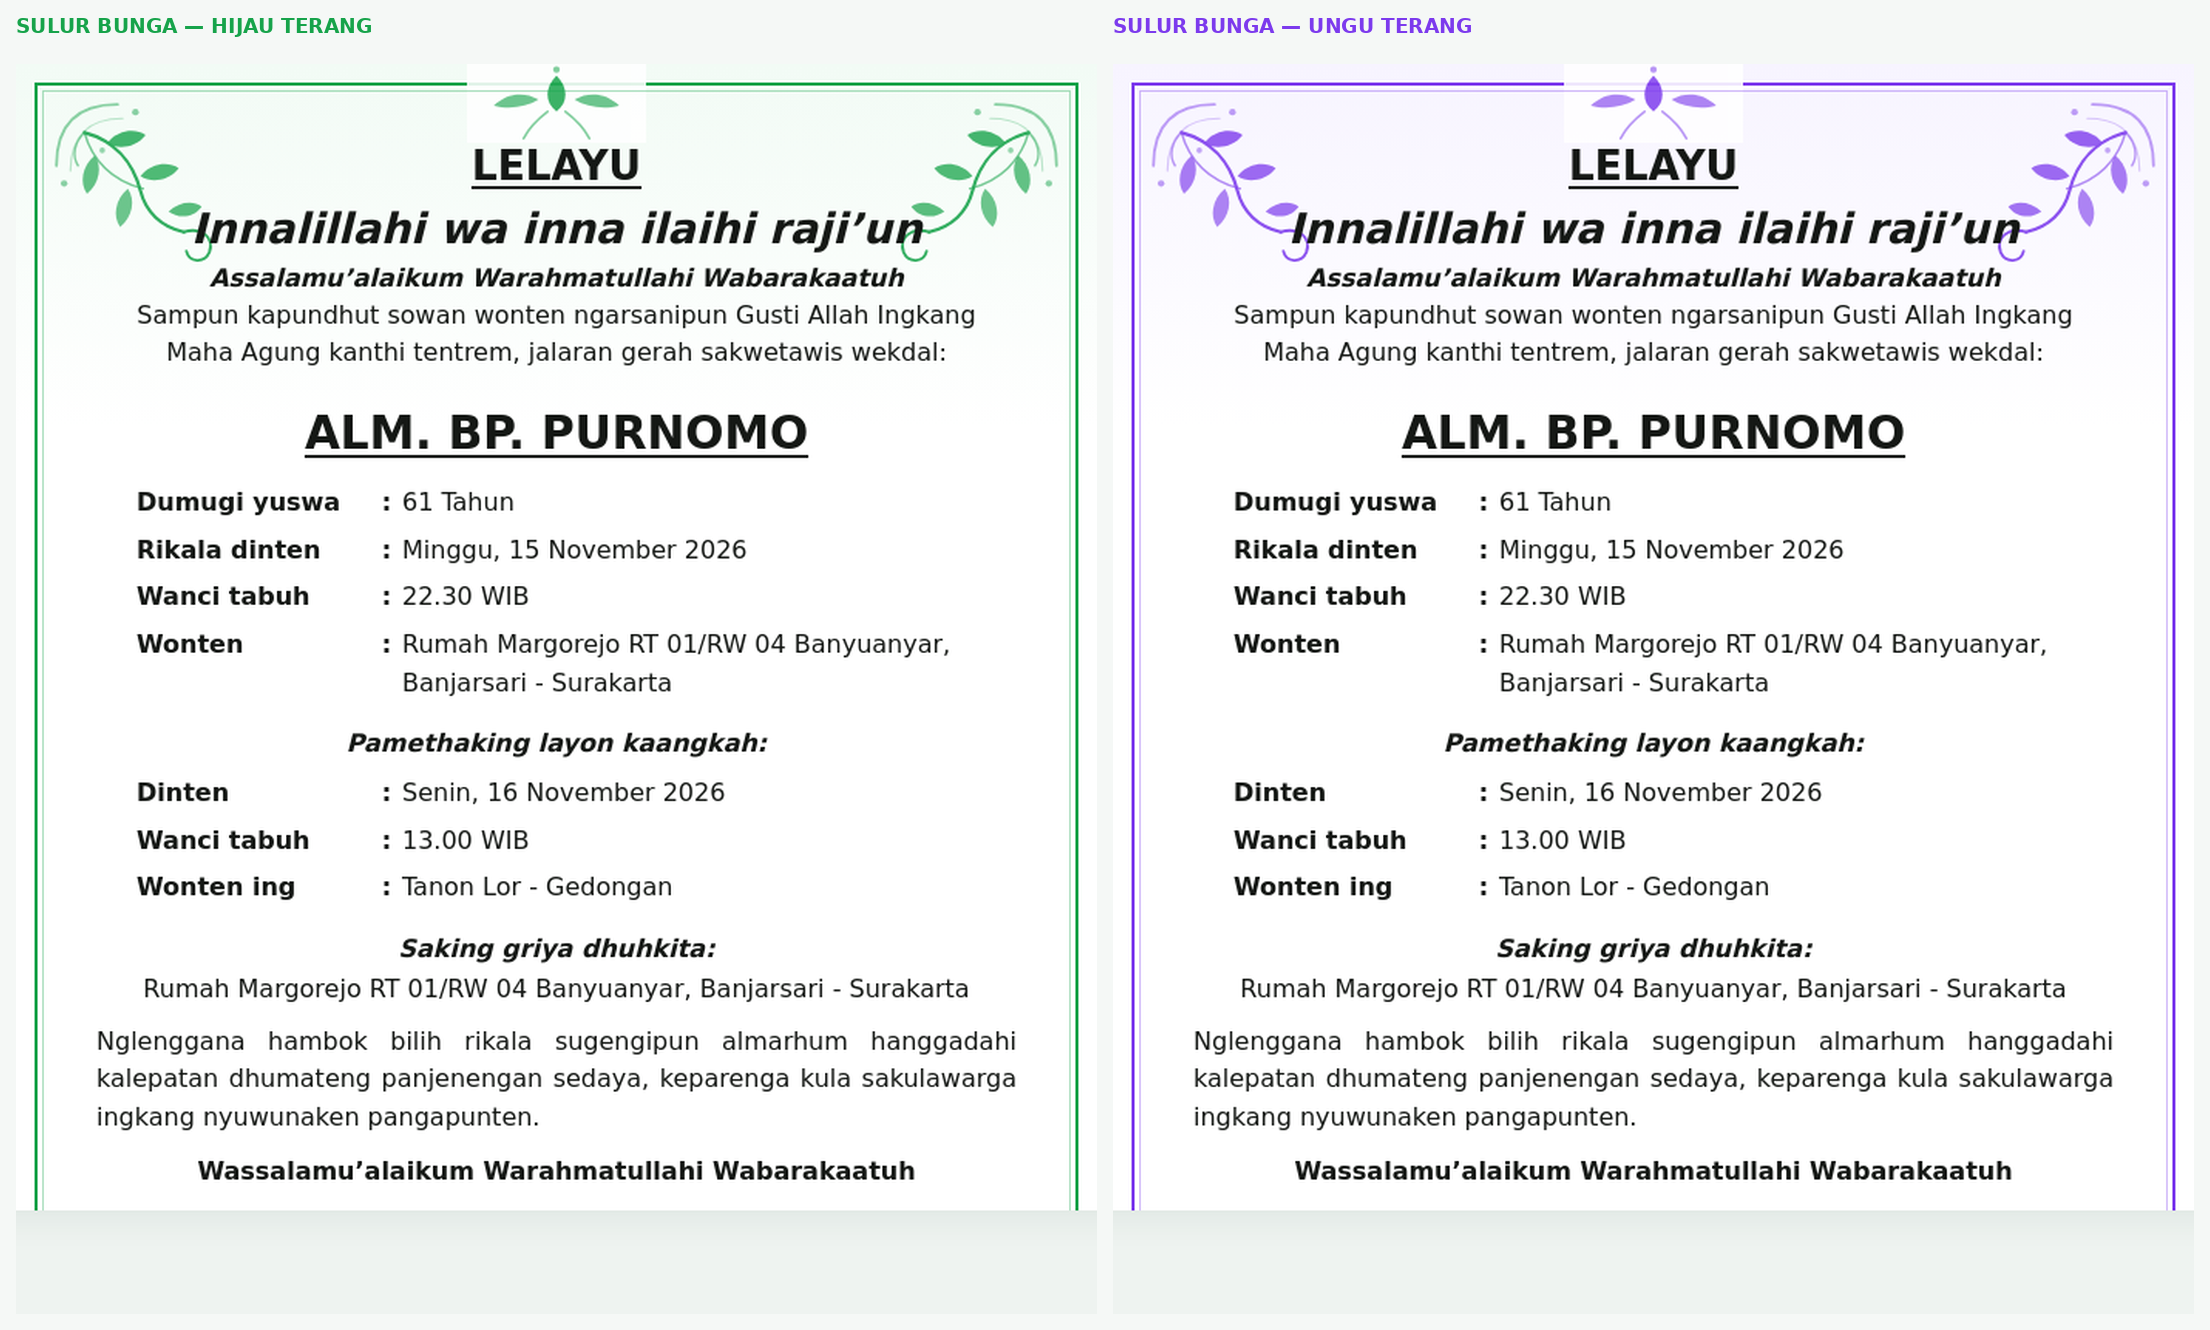 SULUR BUNGA — HIJAU TERANG
LELAYU
Innalillahi wa inna ilaihi raji’un
Assalamu’alaikum Warahmatullahi Wabarakaatuh
Sampun kapundhut sowan wonten ngarsanipun Gusti Allah Ingkang
Maha Agung kanthi tentrem, jalaran gerah sakwetawis wekdal:
ALM. BP. PURNOMO
Dumugi yuswa : 61 Tahun
Rikala dinten : Minggu, 15 November 2026
Wanci tabuh : 22.30 WIB
Wonten : Rumah Margorejo RT 01/RW 04 Banyuanyar,
Banjarsari - Surakarta
Pamethaking layon kaangkah:
Dinten : Senin, 16 November 2026
Wanci tabuh : 13.00 WIB
Wonten ing : Tanon Lor - Gedongan
Saking griya dhuhkita:
Rumah Margorejo RT 01/RW 04 Banyuanyar, Banjarsari - Surakarta
Nglenggana hambok bilih rikala sugengipun almarhum hanggadahi
kalepatan dhumateng panjenengan sedaya, keparenga kula sakulawarga
ingkang nyuwunaken pangapunten.
Wassalamu’alaikum Warahmatullahi Wabarakaatuh
SULUR BUNGA — UNGU TERANG
LELAYU
Innalillahi wa inna ilaihi raji’un
Assalamu’alaikum Warahmatullahi Wabarakaatuh
Sampun kapundhut sowan wonten ngarsanipun Gusti Allah Ingkang
Maha Agung kanthi tentrem, jalaran gerah sakwetawis wekdal:
ALM. BP. PURNOMO
Dumugi yuswa : 61 Tahun
Rikala dinten : Minggu, 15 November 2026
Wanci tabuh : 22.30 WIB
Wonten : Rumah Margorejo RT 01/RW 04 Banyuanyar,
Banjarsari - Surakarta
Pamethaking layon kaangkah:
Dinten : Senin, 16 November 2026
Wanci tabuh : 13.00 WIB
Wonten ing : Tanon Lor - Gedongan
Saking griya dhuhkita:
Rumah Margorejo RT 01/RW 04 Banyuanyar, Banjarsari - Surakarta
Nglenggana hambok bilih rikala sugengipun almarhum hanggadahi
kalepatan dhumateng panjenengan sedaya, keparenga kula sakulawarga
ingkang nyuwunaken pangapunten.
Wassalamu’alaikum Warahmatullahi Wabarakaatuh